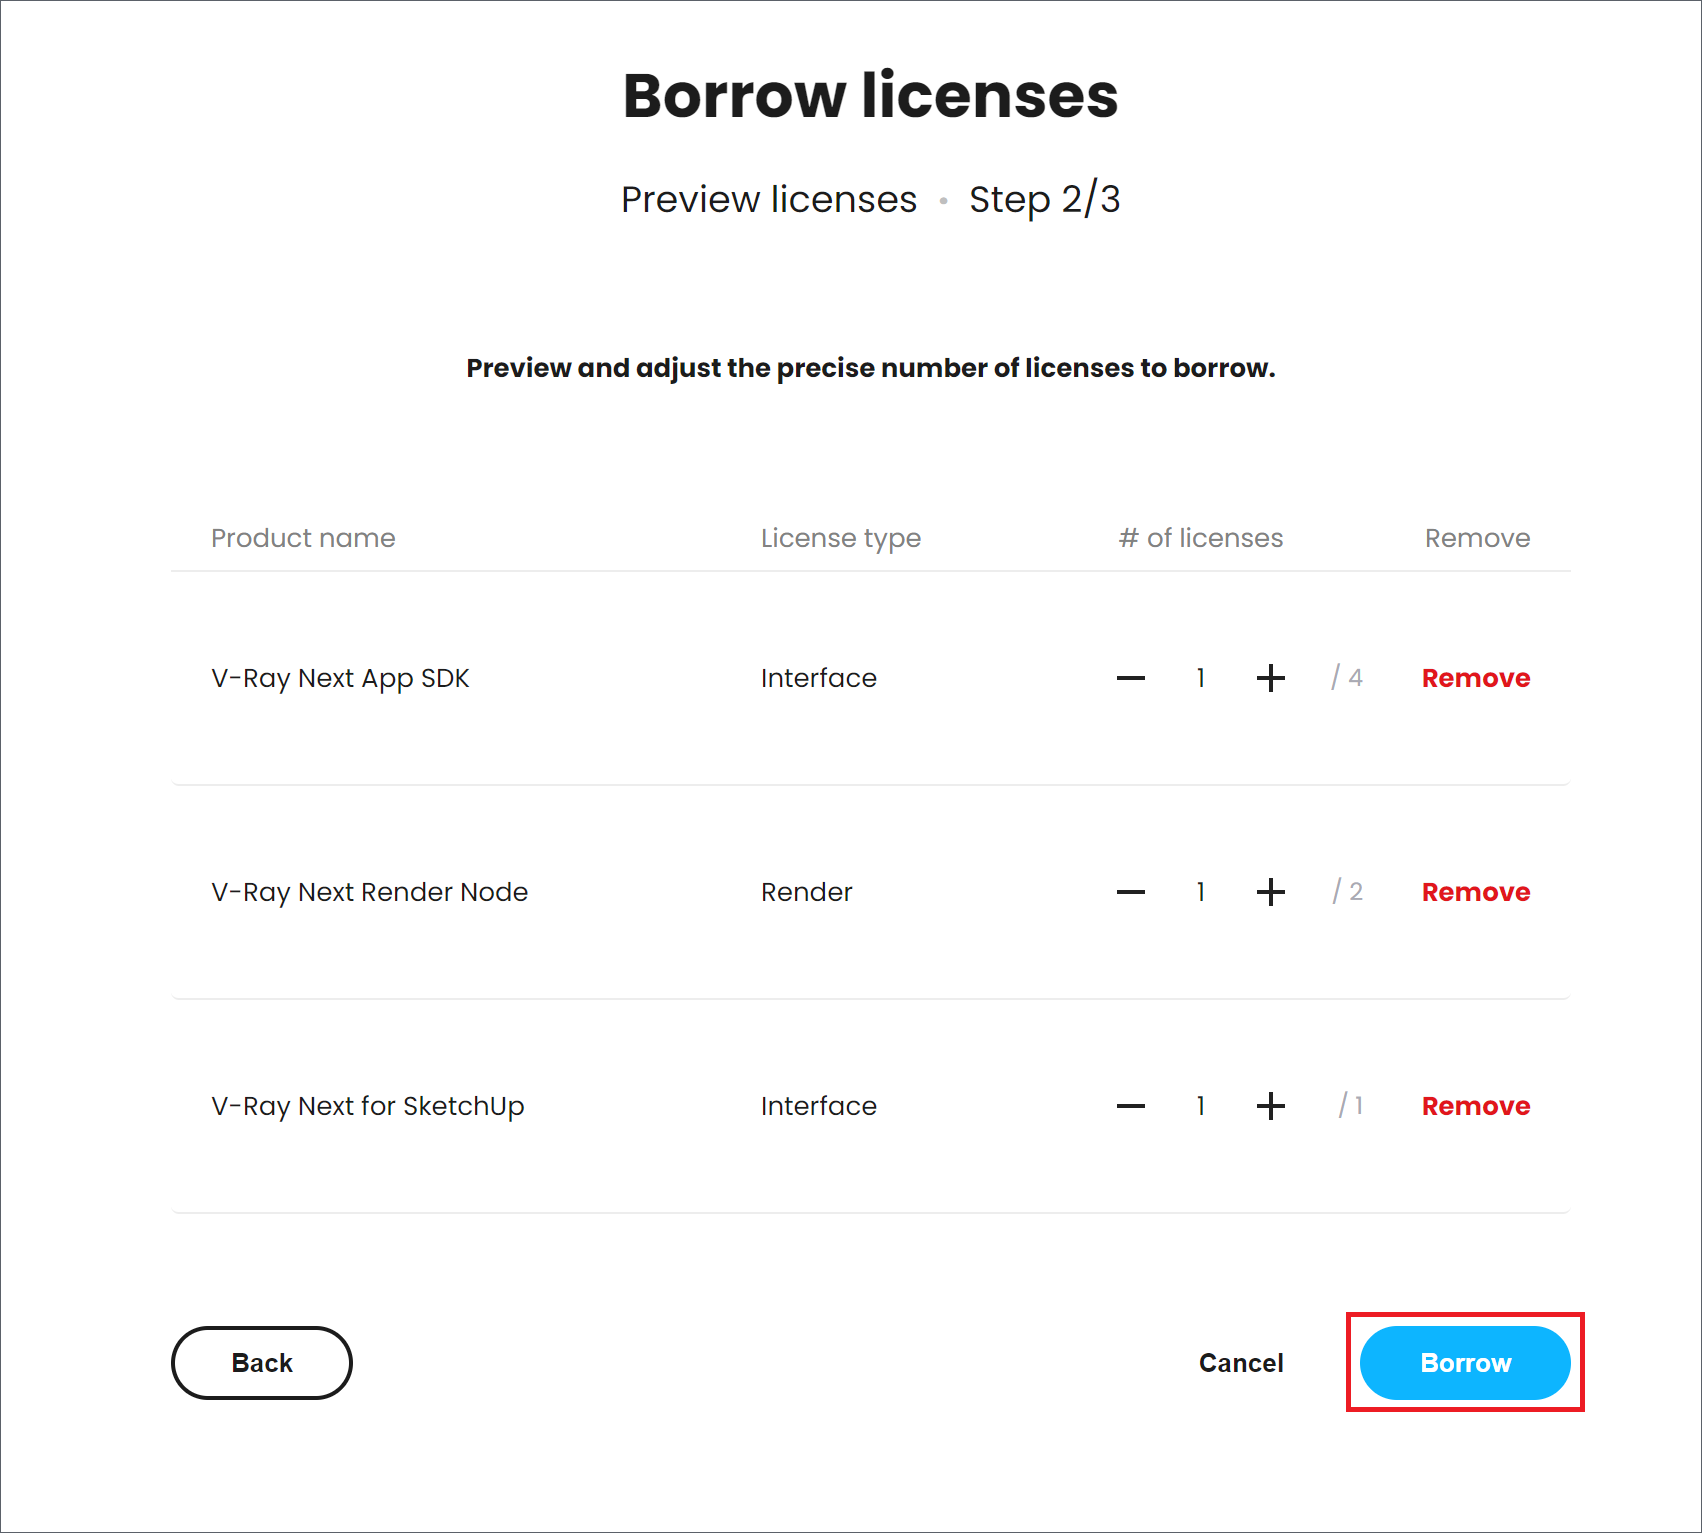 Borrow licenses
Preview licenses • Step 2/3
Preview and adjust the precise number of licenses to borrow.
Product name License type # of licenses Remove
V-Ray Next App SDK Interface — 1 + / 4 Remove
V-Ray Next Render Node Render — 1 + / 2 Remove
V-Ray Next for SketchUp Interface — 1 + / 1 Remove
Back Cancel Borrow